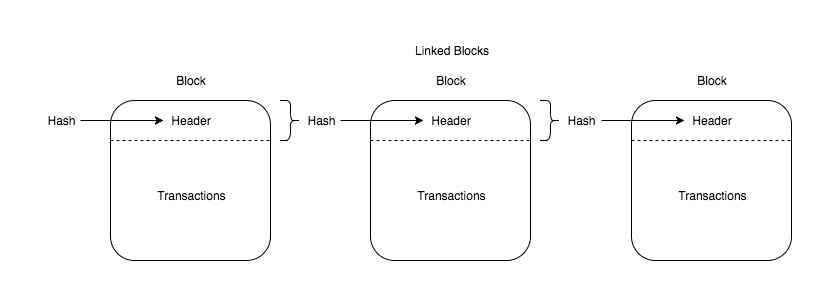 Linked Blocks
Block
Block
Block
Hash
Header
Hash
Header
Hash
Header
Transactions
Transactions
Transactions